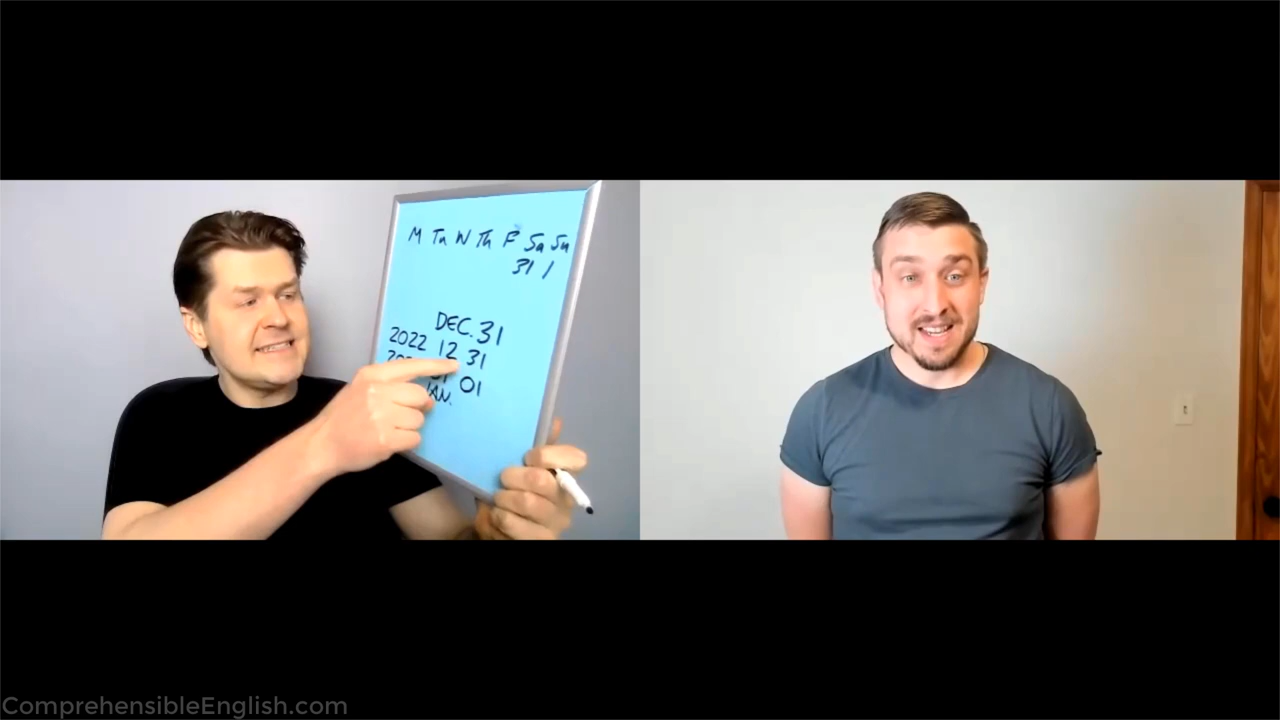 M Tu W Th F Sa Su
31 1
DEC. 31
2022 12 31
01
ComprehensibleEnglish.com